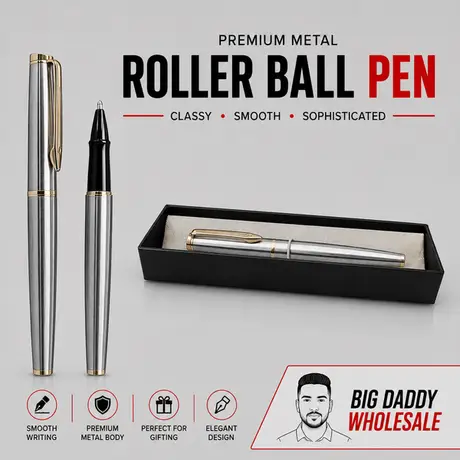 PREMIUM METAL
ROLLER BALL PEN
CLASSY • SMOOTH • SOPHISTICATED
SMOOTH
WRITING
PREMIUM
METAL BODY
PERFECT FOR
GIFTING
ELEGANT
DESIGN
BIG DADDY
WHOLESALE